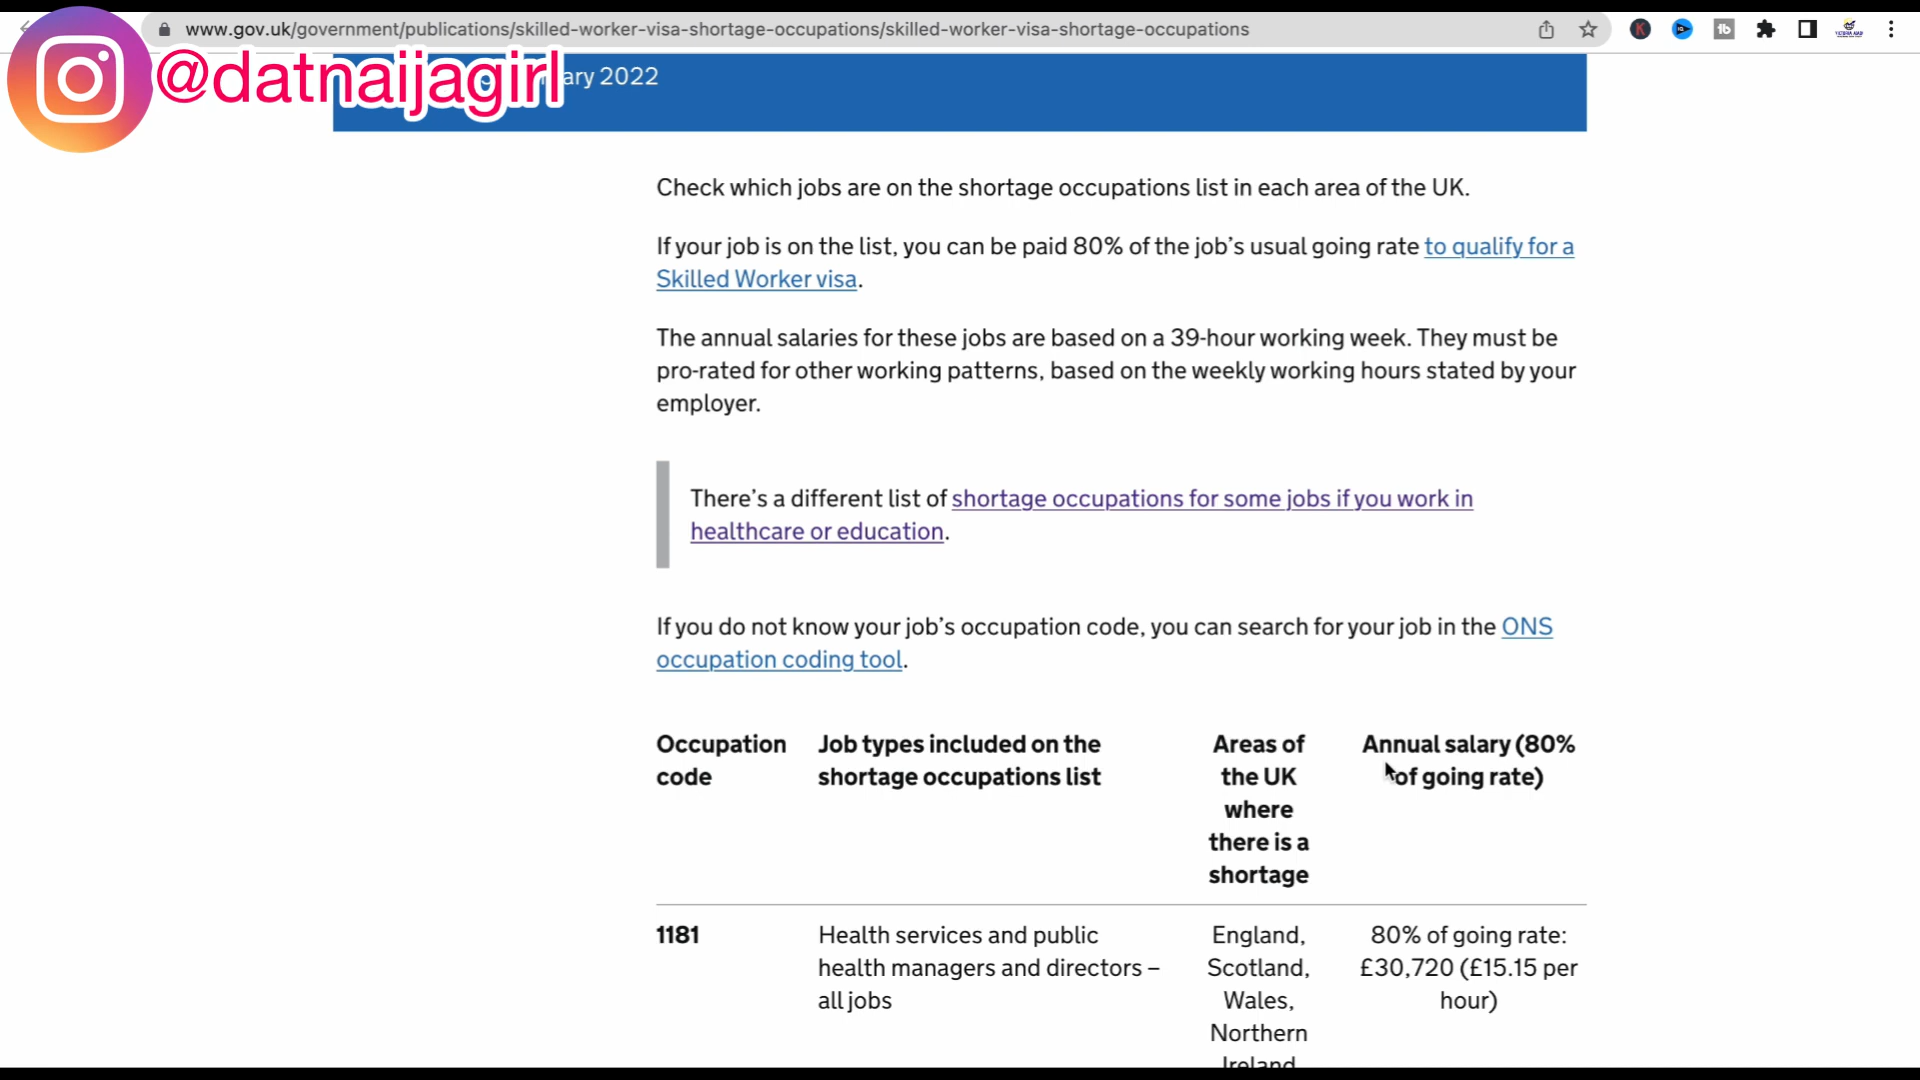 www.gov.uk/government/publications/skilled-worker-visa-shortage-occupations/skilled-worker-visa-shortage-occupations
@datnaijagirl
ary 2022
Check which jobs are on the shortage occupations list in each area of the UK.
If your job is on the list, you can be paid 80% of the job’s usual going rate to qualify for a
Skilled Worker visa.
The annual salaries for these jobs are based on a 39-hour working week. They must be
pro-rated for other working patterns, based on the weekly working hours stated by your
employer.
There’s a different list of shortage occupations for some jobs if you work in
healthcare or education.
If you do not know your job’s occupation code, you can search for your job in the ONS
occupation coding tool.
Occupation
code
Job types included on the
shortage occupations list
Areas of
the UK
where
there is a
shortage
Annual salary (80%
of going rate)
1181
Health services and public
health managers and directors –
all jobs
England,
Scotland,
Wales,
Northern
Ireland
80% of going rate:
£30,720 (£15.15 per
hour)